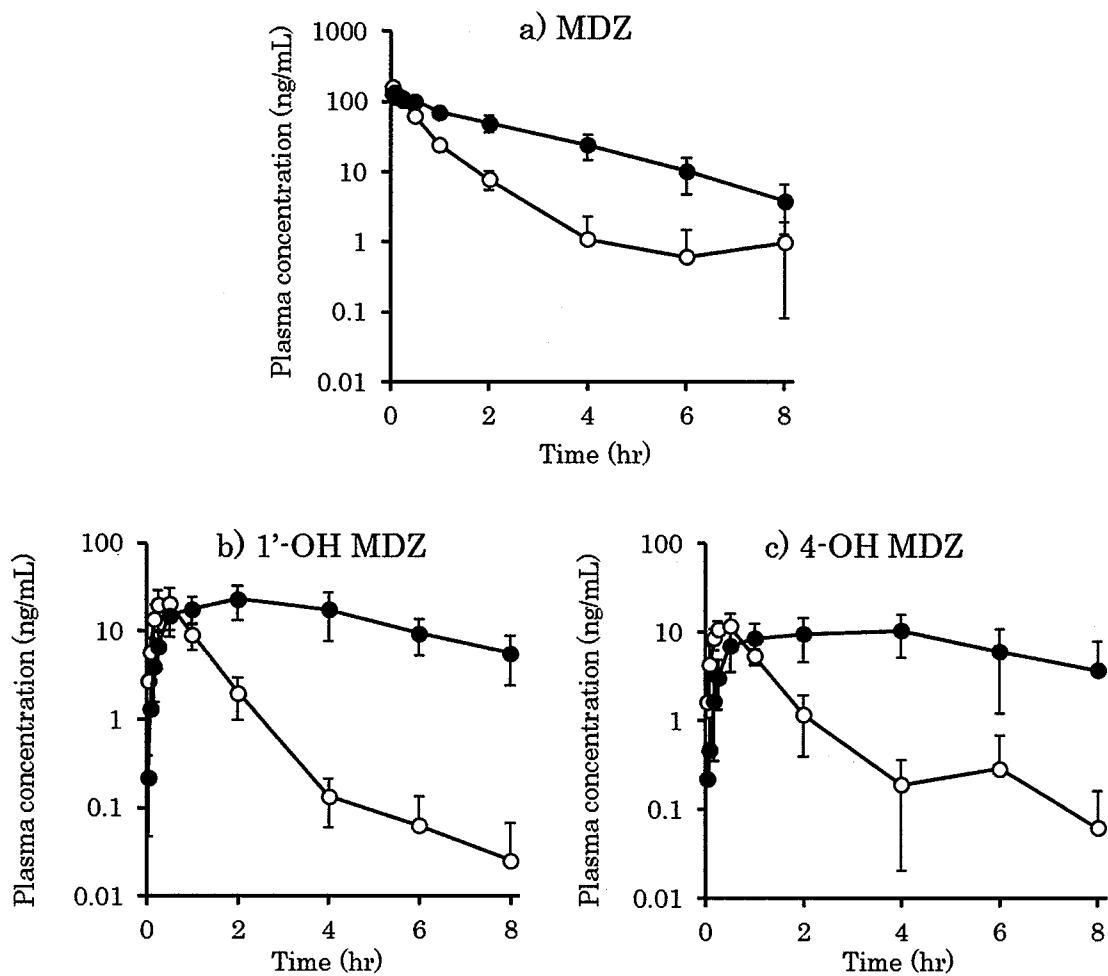 a) MDZ
Plasma concentration (ng/mL)
1000
100
10
1
0.1
0.01
0 2 4 6 8
Time (hr)
b) 1'-OH MDZ
Plasma concentration (ng/mL)
100
10
1
0.1
0.01
0 2 4 6 8
Time (hr)
c) 4-OH MDZ
Plasma concentration (ng/mL)
100
10
1
0.1
0.01
0 2 4 6 8
Time (hr)